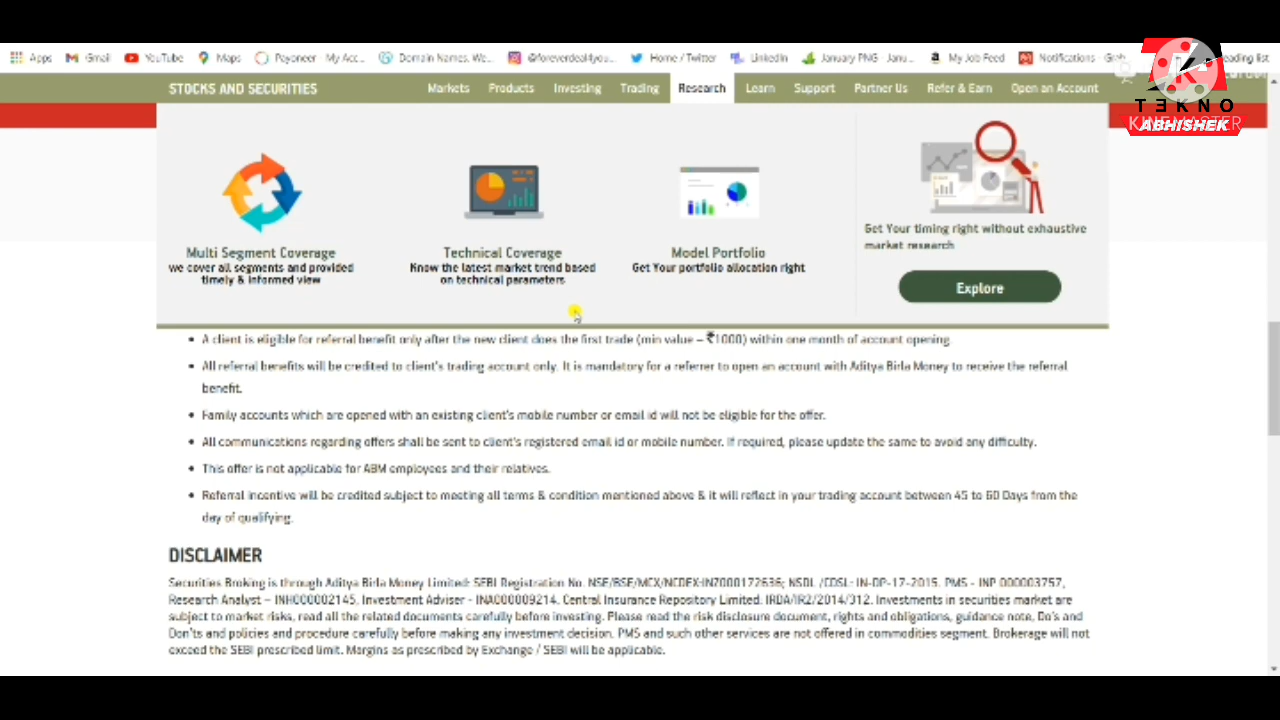 Apps Gmail YouTube Maps Payoneer My Acc... Domain Names, We... @foreverdeal4you... Home / Twitter LinkedIn January PNG - Janu... My Job Feed Notifications - Grab eading list
STOCKS AND SECURITIES Markets Products Investing Trading Research Learn Support Partner Us Refer & Earn Open an Account
TEKNO
KINEMASTER
ABHISHEK
Get Your timing right without exhaustive
market research
Explore
Multi Segment Coverage
we cover all segments and provided
timely & informed view
Technical Coverage
Know the latest market trend based
on technical parameters
Model Portfolio
Get Your portfolio allocation right
• A client is eligible for referral benefit only after the new client does the first trade (min value – ₹1000) within one month of account opening.
• All referral benefits will be credited to client's trading account only. It is mandatory for a referrer to open an account with Aditya Birla Money to receive the referral
benefit.
• Family accounts which are opened with an existing client's mobile number or email id will not be eligible for the offer.
• All communications regarding offers shall be sent to client's registered email id or mobile number. If required, please update the same to avoid any difficulty.
• This offer is not applicable for ABM employees and their relatives.
• Referral incentive will be credited subject to meeting all terms & condition mentioned above & it will reflect in your trading account between 45 to 60 Days from the
day of qualifying.
DISCLAIMER
Securities Broking is through Aditya Birla Money Limited: SEBI Registration No. NSE/BSE/MCX/NCDEX:INZ000172636; NSDL /CDSL: IN-DP-17-2015. PMS - INP 000003757,
Research Analyst – INH000002145, Investment Adviser - INA000009214. Central Insurance Repository Limited. IRDA/IR2/2014/312. Investments in securities market are
subject to market risks, read all the related documents carefully before investing. Please read the risk disclosure document, rights and obligations, guidance note, Do's and
Don'ts and policies and procedure carefully before making any investment decision. PMS and such other services are not offered in commodities segment. Brokerage will not
exceed the SEBI prescribed limit. Margins as prescribed by Exchange / SEBI will be applicable.